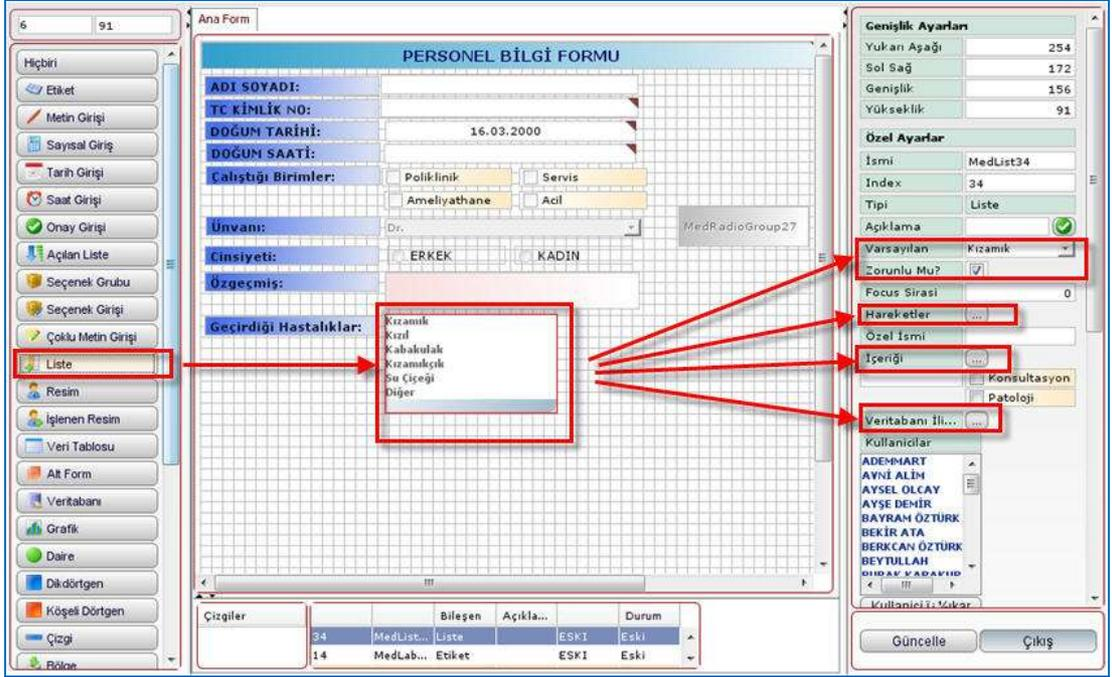 6 91
Hiçbiri
Etiket
Metin Girişi
Sayısal Giriş
Tarih Girişi
Saat Girişi
Onay Girişi
Açılan Liste
Seçenek Grubu
Seçenek Girişi
Çoklu Metin Girişi
Liste
Resim
İşlenen Resim
Veri Tablosu
Alt Form
Veritabanı
Grafik
Daire
Dikdörtgen
Köşeli Dörtgen
Çizgi
Bölge
Ana Form
PERSONEL BİLGİ FORMU
ADI SOYADI:
TC KİMLİK NO:
DOĞUM TARİHİ: 16.03.2000
DOĞUM SAATİ:
Çalıştığı Birimler: Poliklinik Servis
Ameliyathane Acil
Ünvanı: Dr. MedRadioGroup27
Cinsiyeti: ERKEK KADIN
Özgeçmiş:
Geçirdiği Hastalıklar:
Kızamık
Kızıl
Kabakulak
Kızamıkçık
Su Çiçeği
Diğer
Çizgiler
Bileşen Açıkla... Durum
34 MedList... Liste ESKI Eski
14 MedLab... Etiket ESKI Eski
Genişlik Ayarları
Yukarı Aşağı 254
Sol Sağ 172
Genişlik 156
Yükseklik 91
Özel Ayarlar
İsmi MedList34
Index 34
Tipi Liste
Açıklama
Varsayılan Kızamık
Zorunlu Mu?
Focus Sirasi 0
Hareketler ...
Özel İsmi
İçeriği ...
Konsultasyon
Patoloji
Veritabanı İli... ...
Kullanicilar
ADEMMART
AVNİ ALİM
AYSEL OLCAY
AYŞE DEMİR
BAYRAM ÖZTÜRK
BEKİR ATA
BERKCAN ÖZTÜRK
BEYTULLAH
Güncelle Çıkış